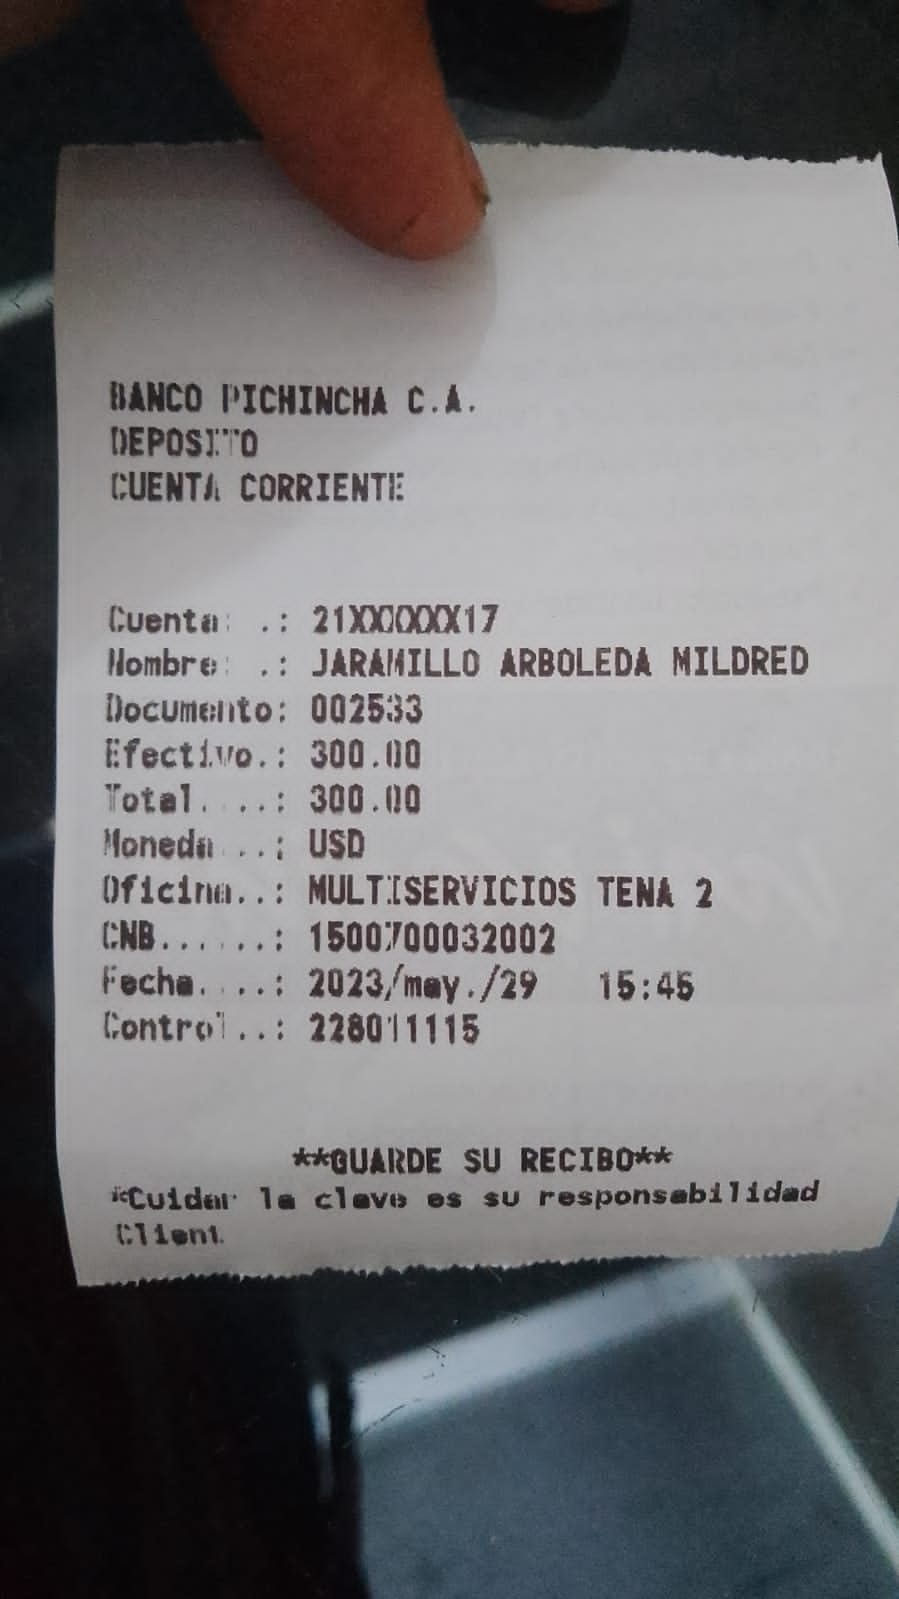 BANCO PICHINCHA C.A.
DEPOSITO
CUENTA CORRIENTE
Cuenta: .: 21XXXXXX17
Nombre: .: JARAMILLO ARBOLEDA MILDRED
Documento: 002533
Efectivo.: 300.00
Total....: 300.00
Moneda...: USD
Oficina..: MULTISERVICIOS TENA 2
CNB......: 1500700032002
Fecha....: 2023/may./29 15:45
Control..: 228011115
**GUARDE SU RECIBO**
*Cuidar la clave es su responsabilidad
Client.